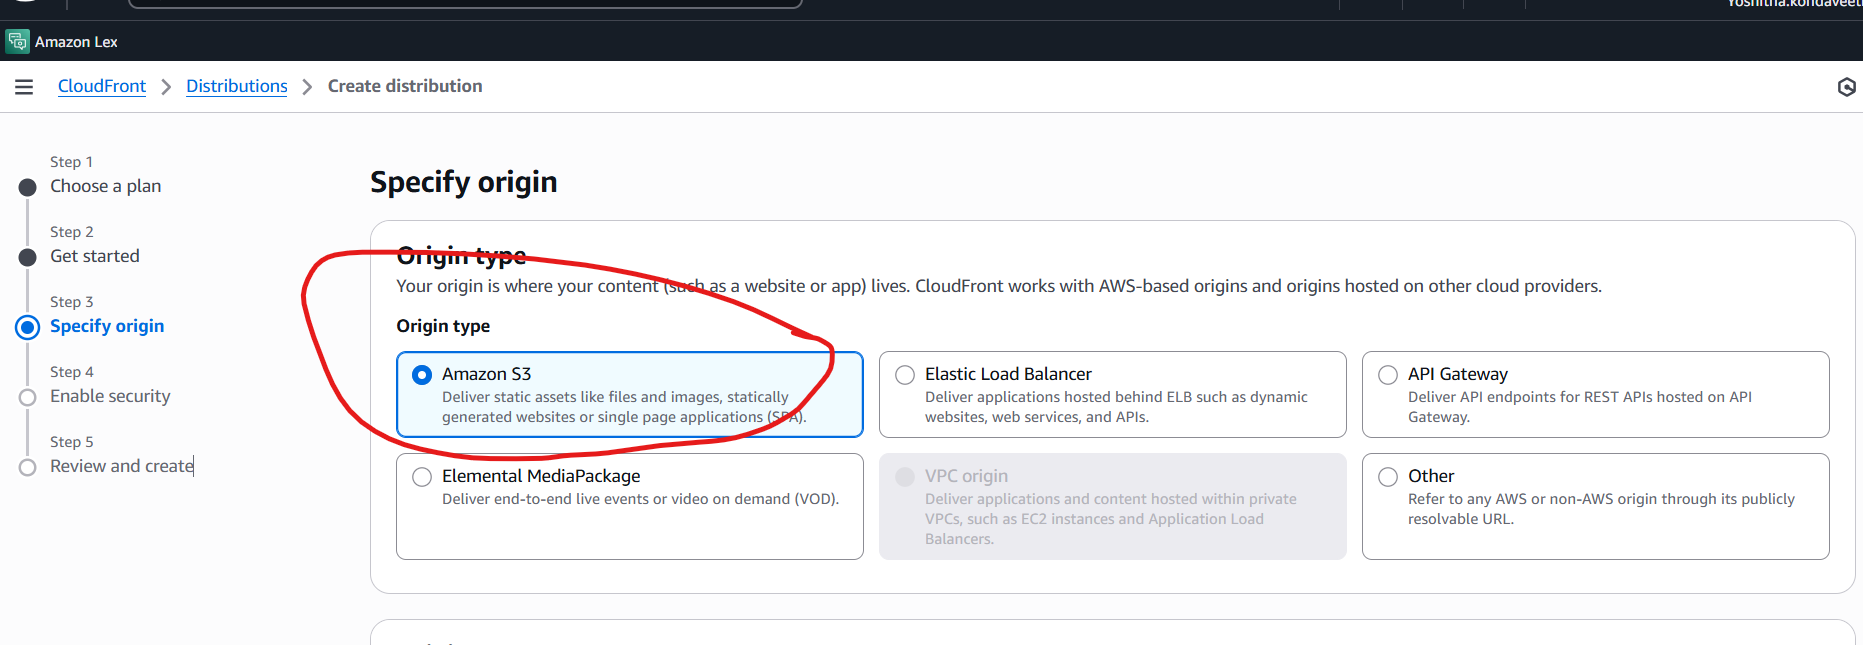 Amazon Lex
CloudFront > Distributions > Create distribution
Step 1
Choose a plan
Step 2
Get started
Step 3
Specify origin
Step 4
Enable security
Step 5
Review and create
Specify origin
Origin type
Your origin is where your content (such as a website or app) lives. CloudFront works with AWS-based origins and origins hosted on other cloud providers.
Origin type
Amazon S3
Deliver static assets like files and images, statically
generated websites or single page applications (SPA).
Elastic Load Balancer
Deliver applications hosted behind ELB such as dynamic
websites, web services, and APIs.
API Gateway
Deliver API endpoints for REST APIs hosted on API
Gateway.
Elemental MediaPackage
Deliver end-to-end live events or video on demand (VOD).
VPC origin
Deliver applications and content hosted within private
VPCs, such as EC2 instances and Application Load
Balancers.
Other
Refer to any AWS or non-AWS origin through its publicly
resolvable URL.